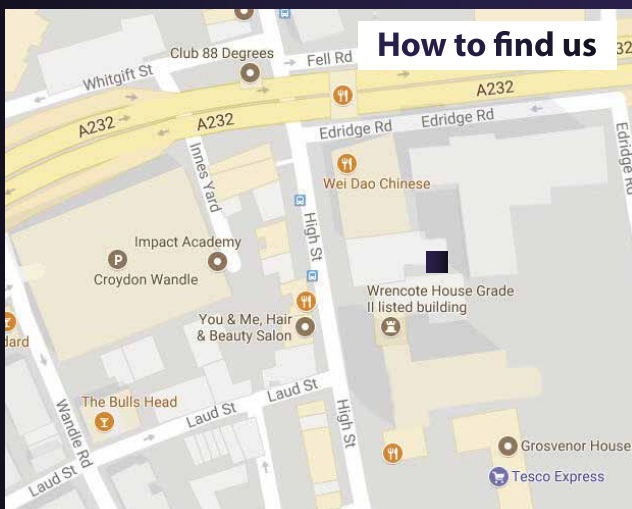 How to find us
Club 88 Degrees
Fell Rd
Whitgift St
A232
A232
A232
Edridge Rd
Edridge Rd
Edridge Rd
Innes Yard
Wei Dao Chinese
High St
Impact Academy
P
Croydon Wandle
Wrencote House Grade
II listed building
You & Me, Hair
& Beauty Salon
The Bulls Head
Laud St
Laud St
High St
Wandle Rd
Laud St
Grosvenor House
Tesco Express